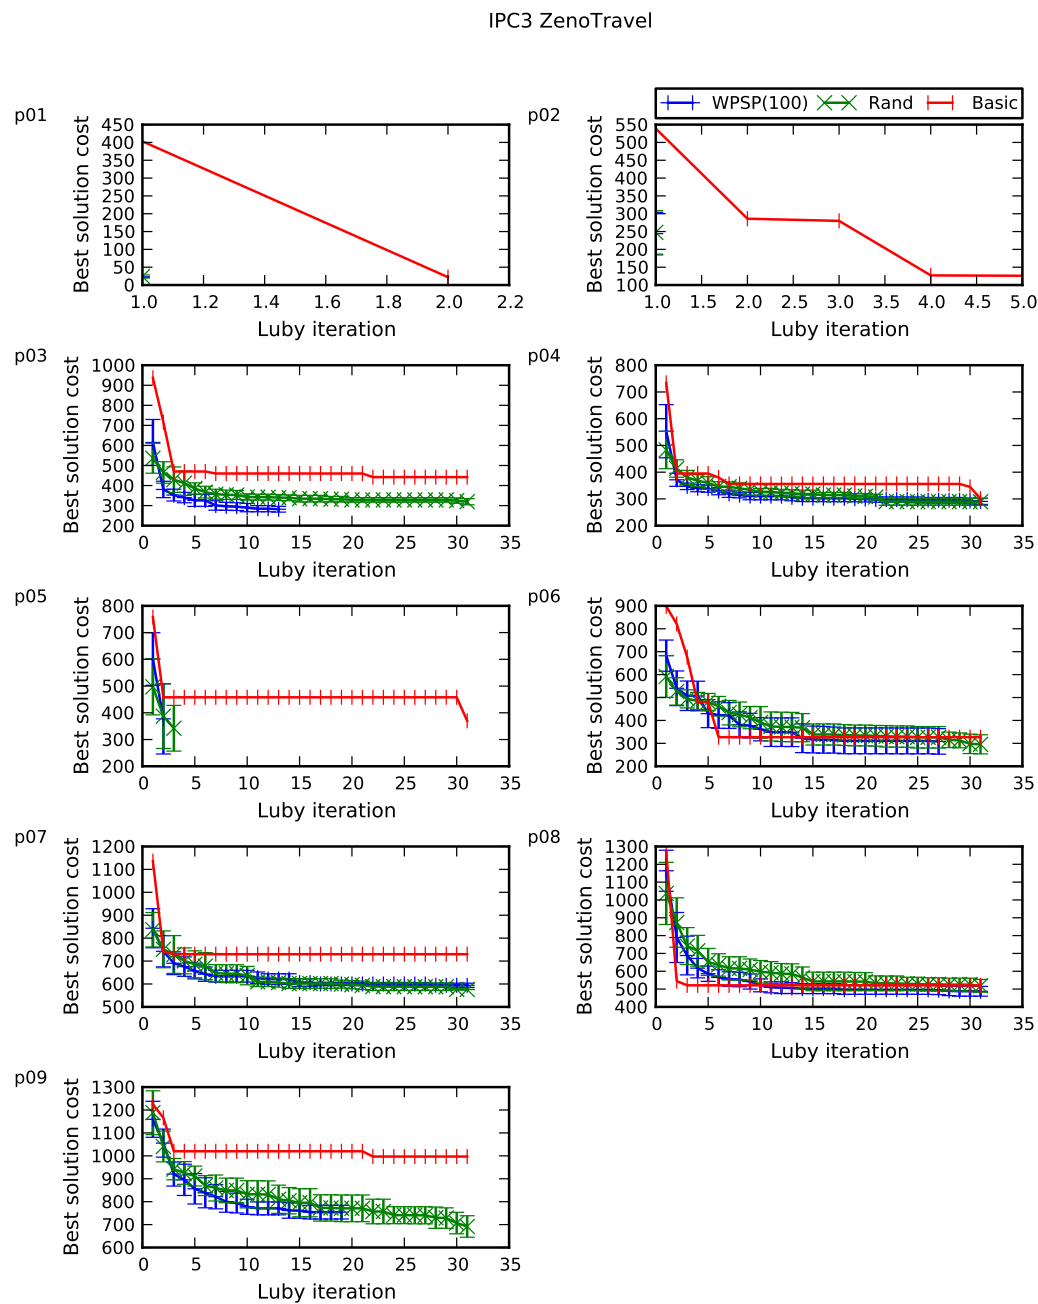 IPC3 ZenoTravel
WPSP(100) Rand Basic
p01
Best solution cost
450
400
350
300
250
200
150
100
50
0
1.0 1.2 1.4 1.6 1.8 2.0 2.2
Luby iteration
p02
Best solution cost
550
500
450
400
350
300
250
200
150
100
1.0 1.5 2.0 2.5 3.0 3.5 4.0 4.5 5.0
Luby iteration
p03
Best solution cost
1000
900
800
700
600
500
400
300
200
0 5 10 15 20 25 30 35
Luby iteration
p04
Best solution cost
800
700
600
500
400
300
200
0 5 10 15 20 25 30 35
Luby iteration
p05
Best solution cost
800
700
600
500
400
300
200
0 5 10 15 20 25 30 35
Luby iteration
p06
Best solution cost
900
800
700
600
500
400
300
200
0 5 10 15 20 25 30 35
Luby iteration
p07
Best solution cost
1200
1100
1000
900
800
700
600
500
0 5 10 15 20 25 30 35
Luby iteration
p08
Best solution cost
1300
1200
1100
1000
900
800
700
600
500
400
0 5 10 15 20 25 30 35
Luby iteration
p09
Best solution cost
1300
1200
1100
1000
900
800
700
600
0 5 10 15 20 25 30 35
Luby iteration